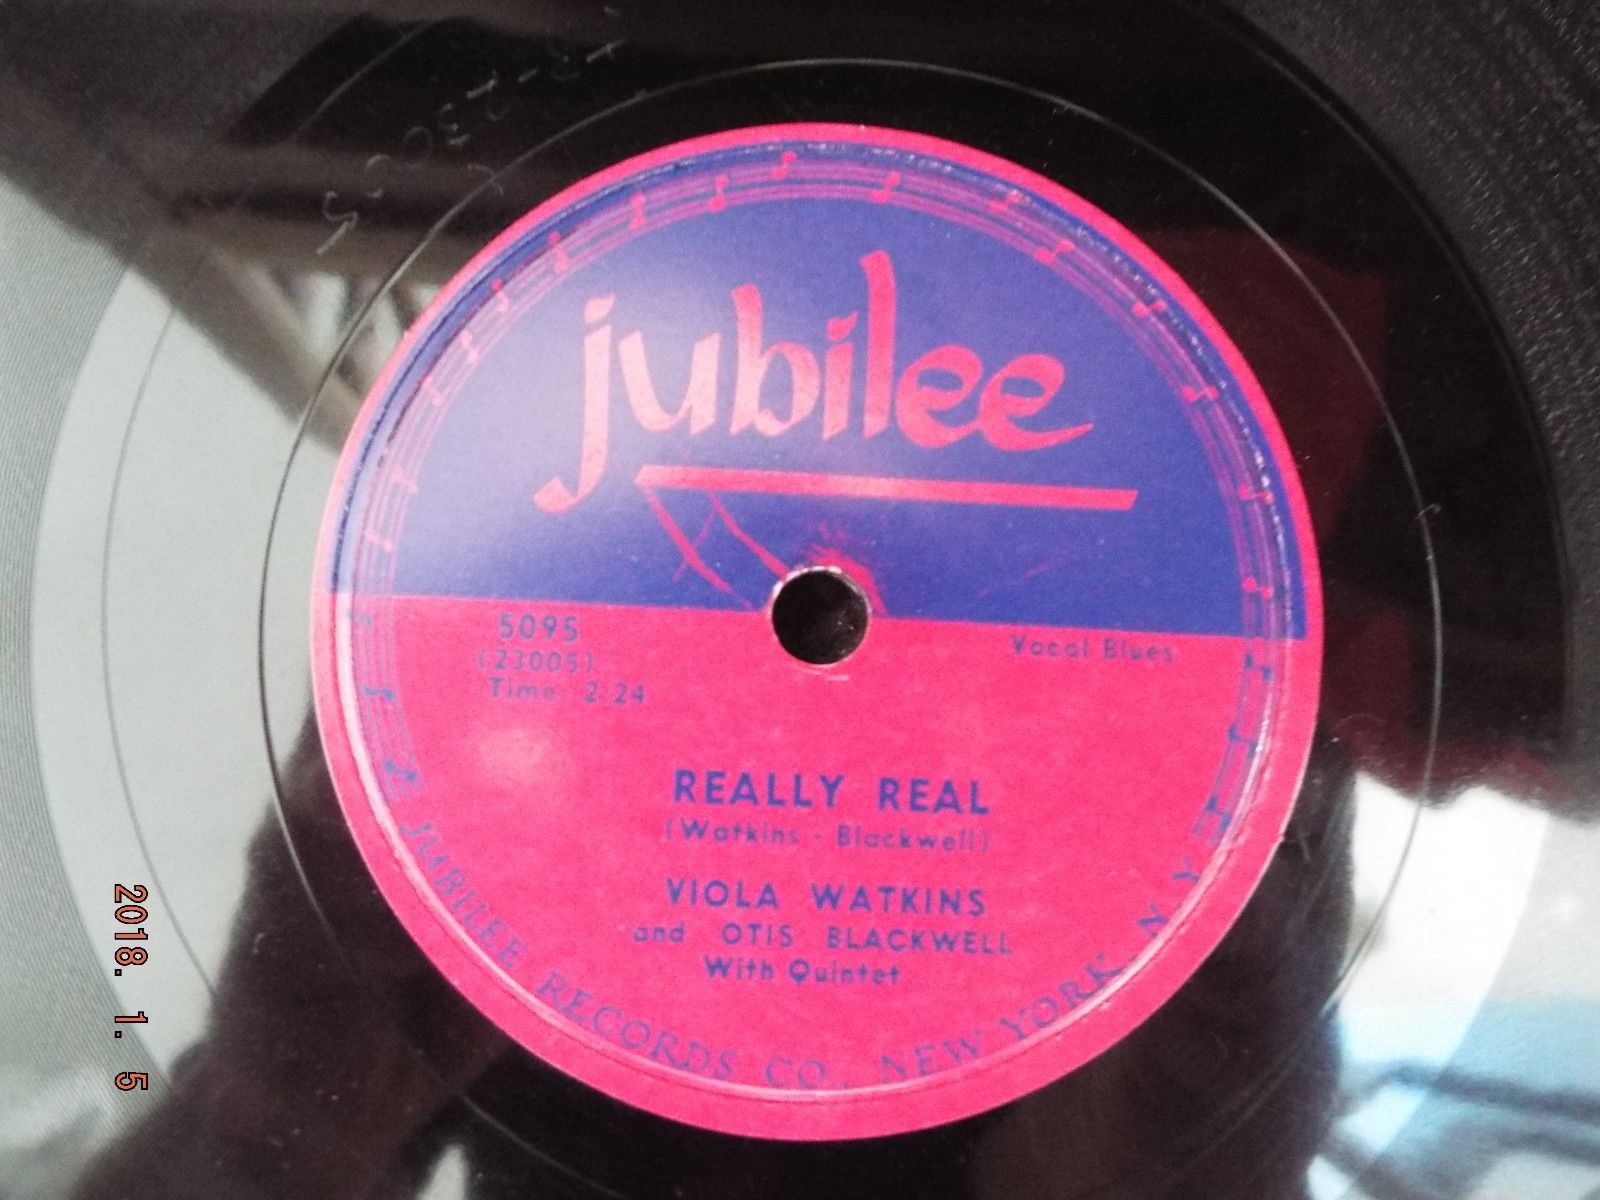 jubilee
5095
(23005)
Time 2:24
Vocal Blues
REALLY REAL
(Watkins - Blackwell)
VIOLA WATKINS
and OTIS BLACKWELL
With Quintet
JUBILEE RECORDS CO., NEW YORK N. Y.
2018. 1. 5